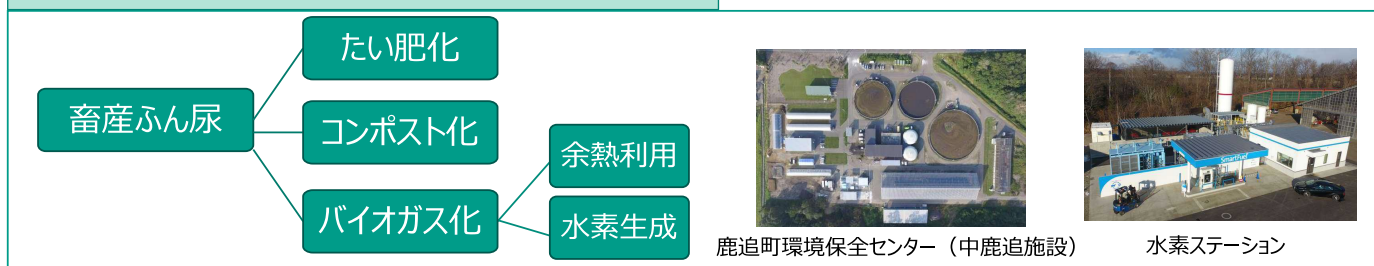 畜産ふん尿
たい肥化
コンポスト化
バイオガス化
余熱利用
水素生成
SmartFuel
鹿追町環境保全センター（中鹿追施設）
水素ステーション